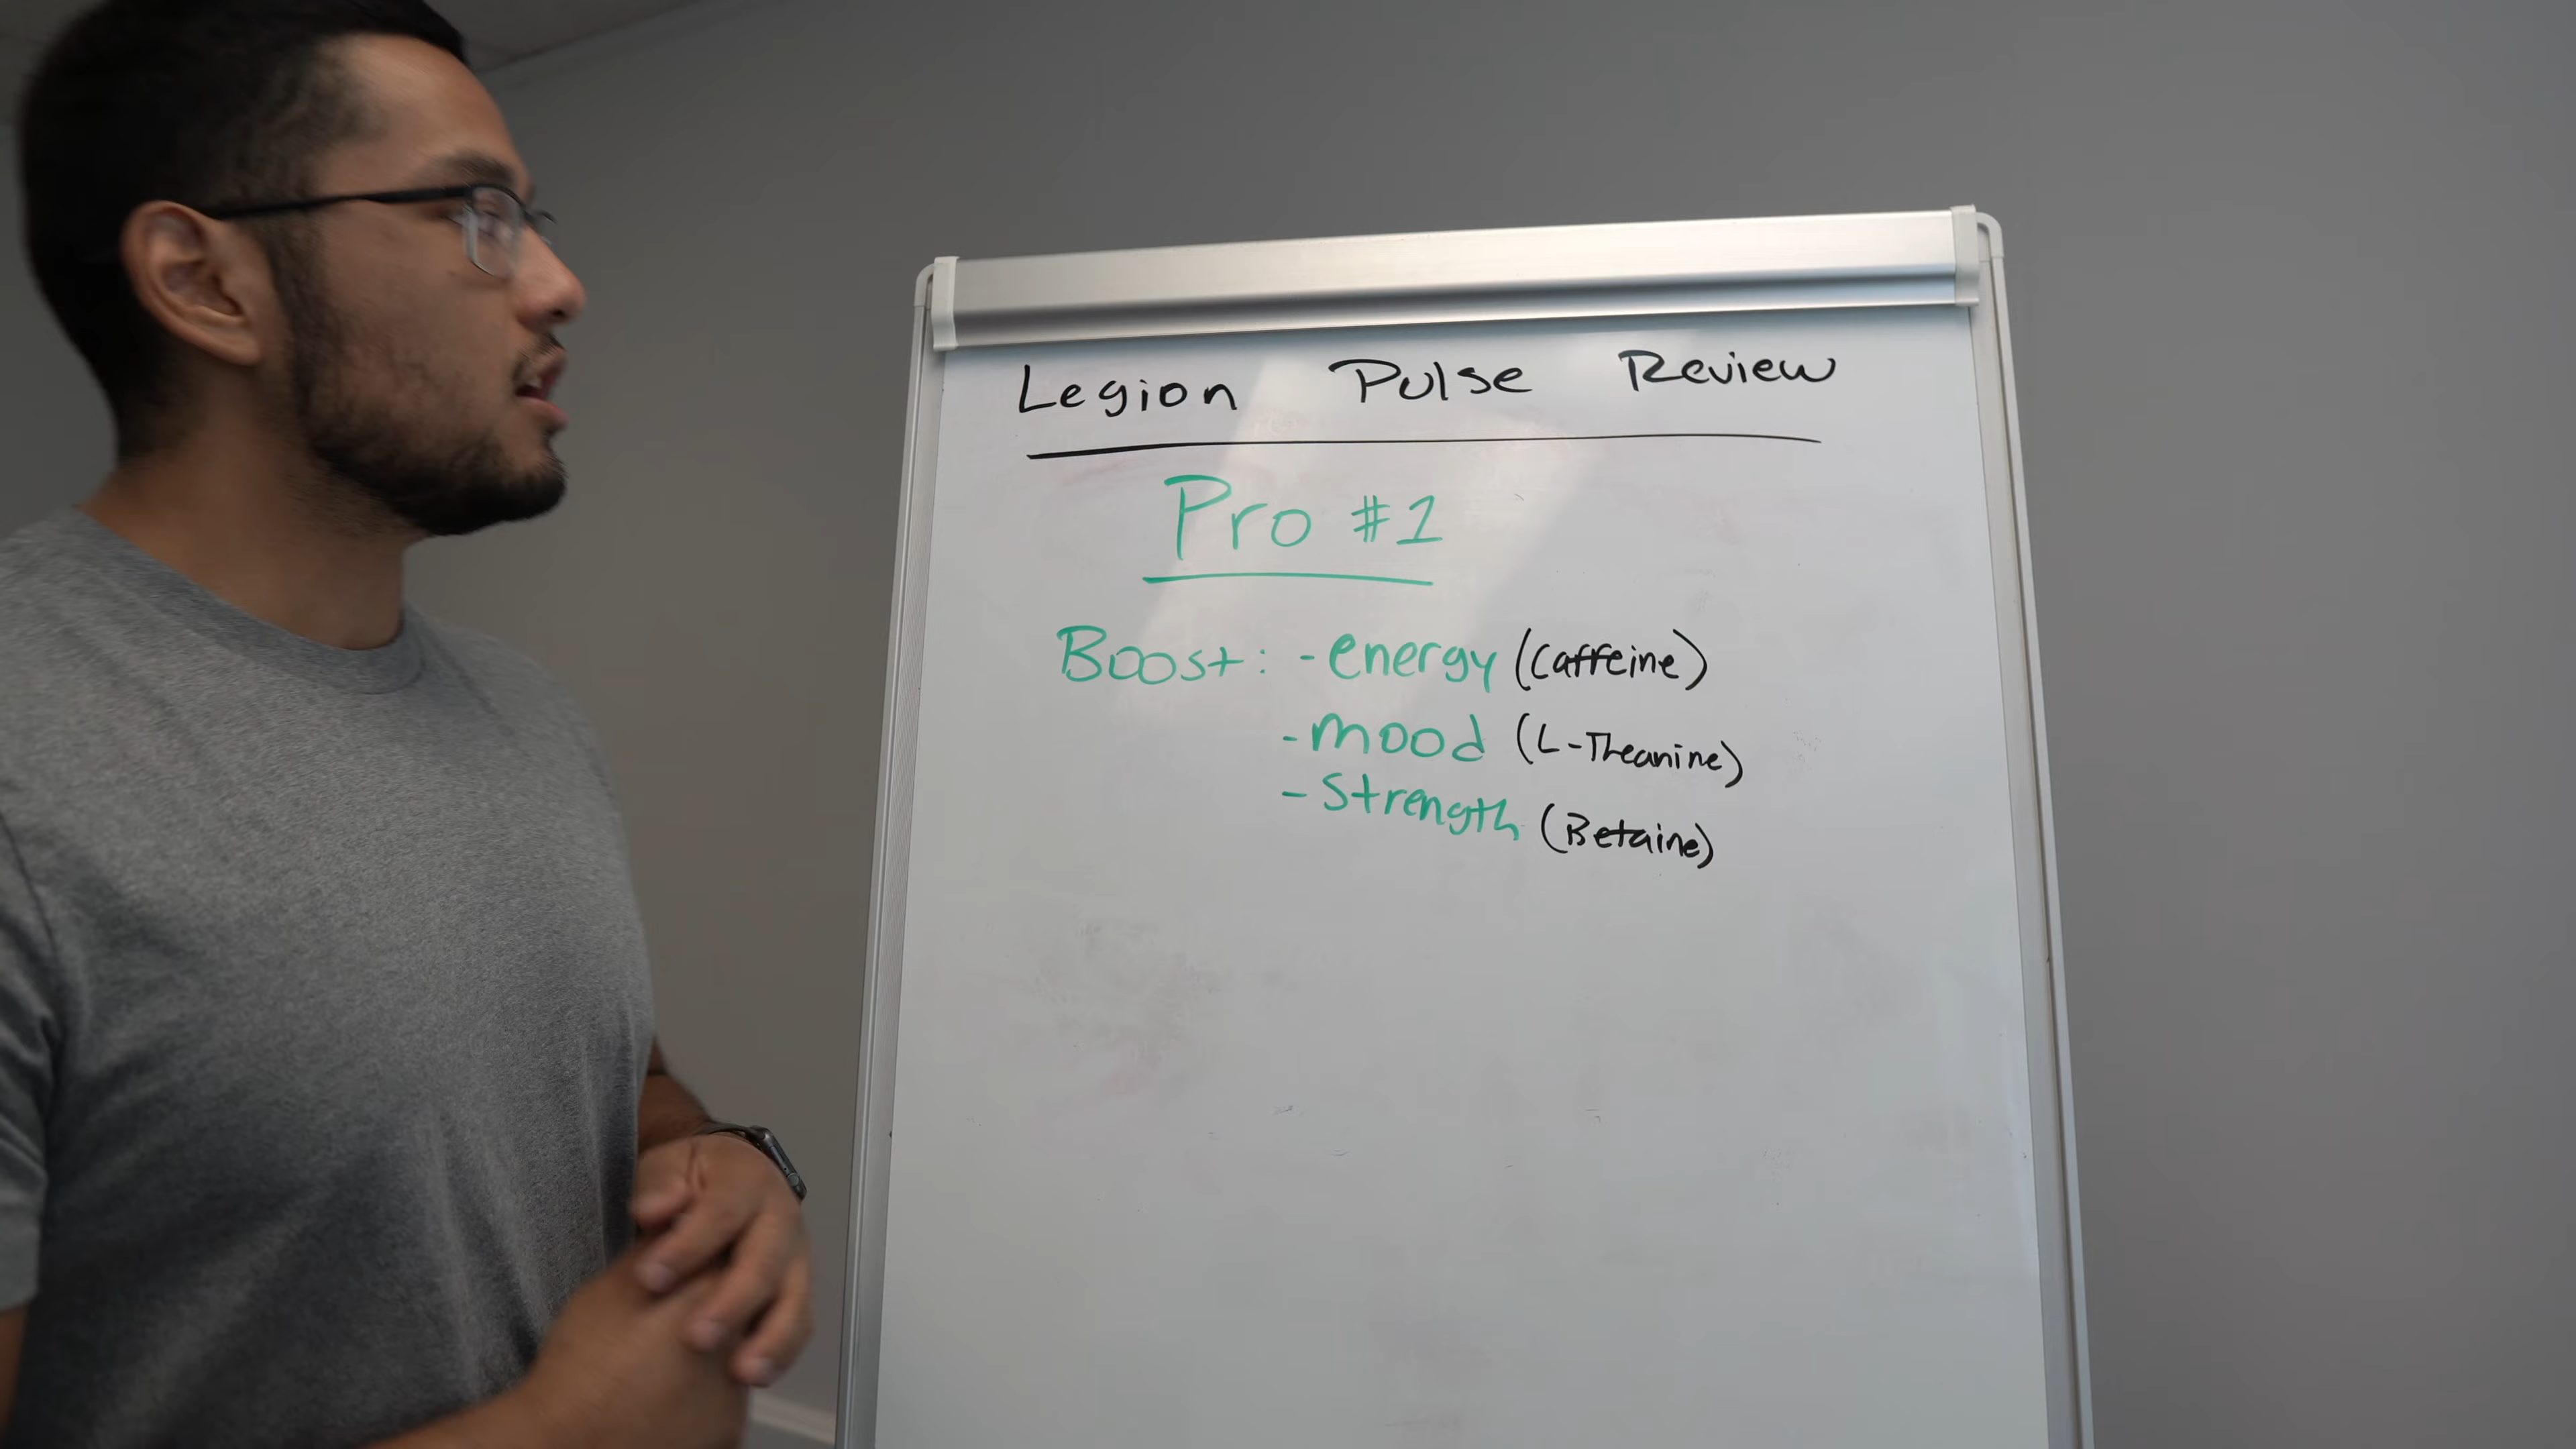 Legion Pulse Review
Pro #1
Boost: -energy (Caffeine)
-mood (L-Theanine)
-Strength (Betaine)